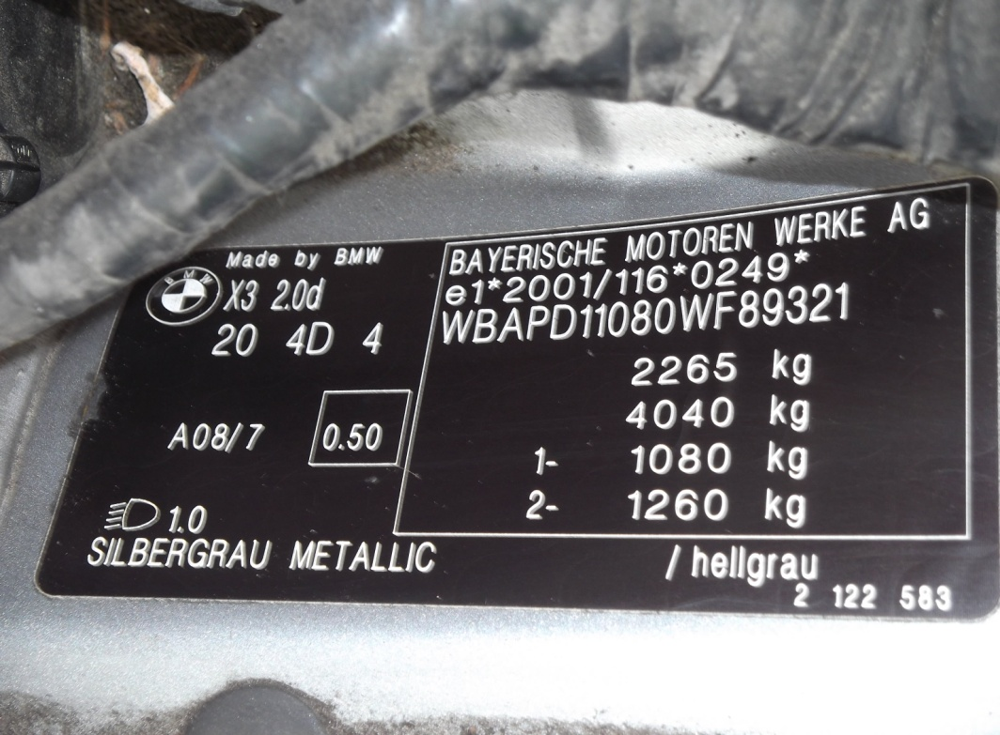 Made by BMW
BMW
X3 2.0d
20 4D 4
A08/7
0.50
1.0
BAYERISCHE MOTOREN WERKE AG
e1*2001/116*0249*
WBAPD11080WF89321
2265 kg
4040 kg
1- 1080 kg
2- 1260 kg
SILBERGRAU METALLIC / hellgrau
2 122 583